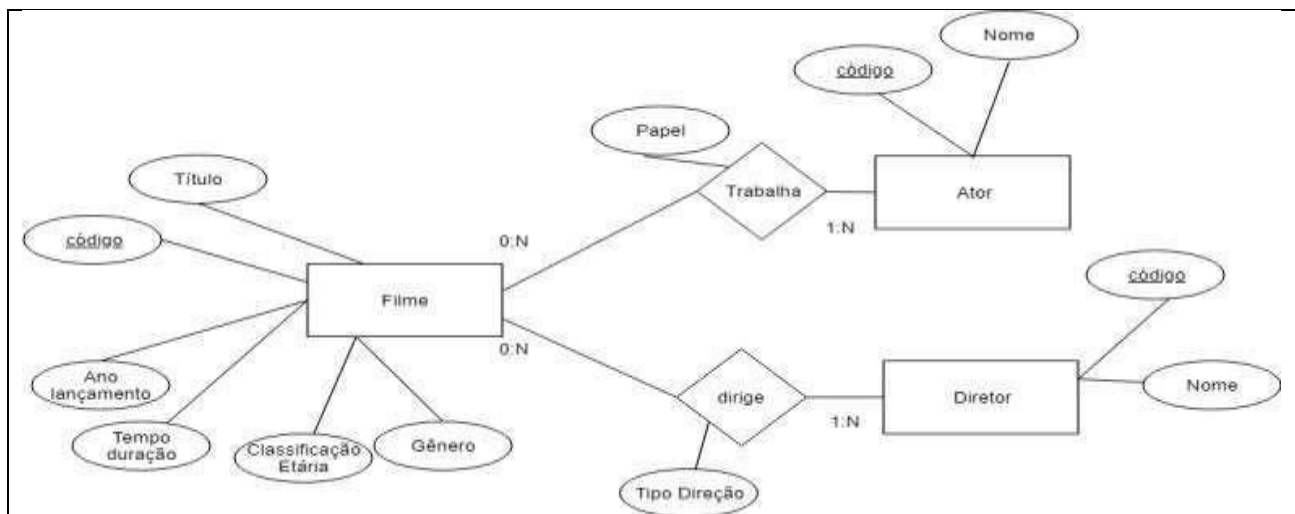 Nome
código
Papel
Trabalha
Ator
Título
0:N
1:N
código
código
Filme
0:N
Ano
lançamento
dirige
Diretor
Nome
Tempo
duração
Classificação
Etária
Gênero
1:N
Tipo Direção